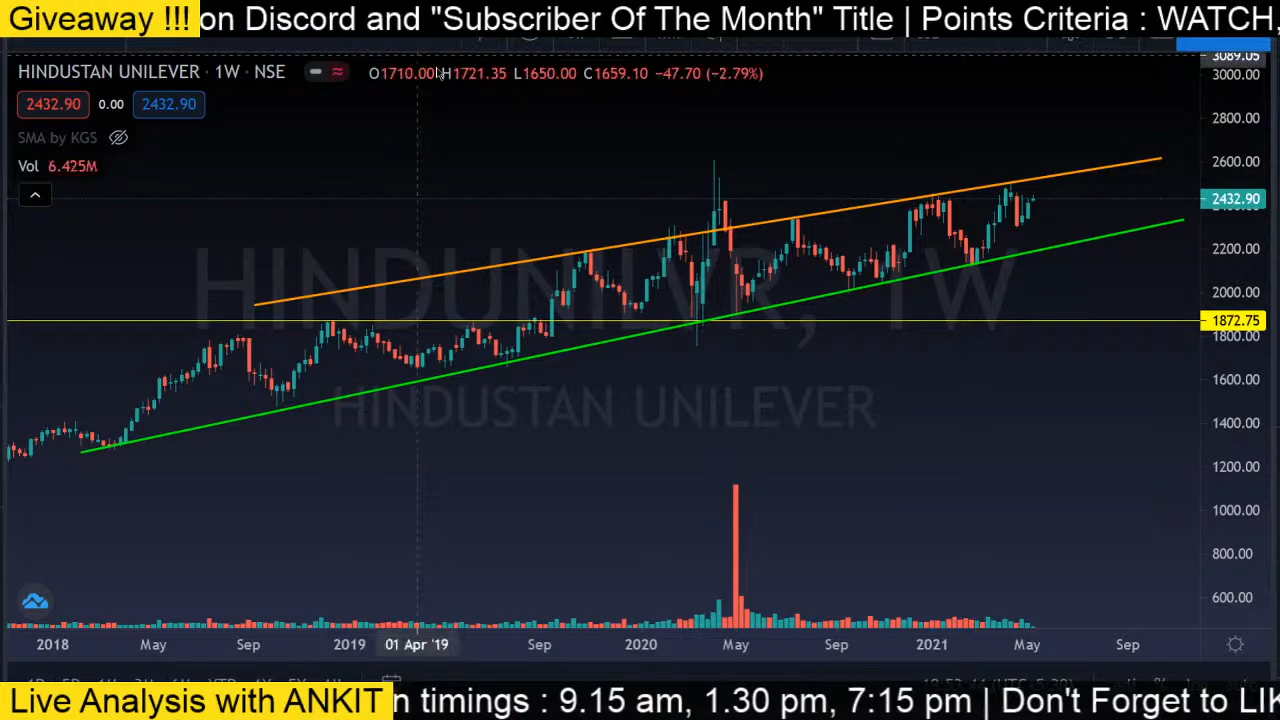 Giveaway !!! on Discord and "Subscriber Of The Month" Title | Points Criteria : WATCH
HINDUSTAN UNILEVER · 1W · NSE
O1710.00 H1721.35 L1650.00 C1659.10 −47.70 (−2.79%)
2432.90 0.00 2432.90
SMA by KGS
Vol 6.425M
3089.05
3000.00
2800.00
2600.00
2432.90
2200.00
2000.00
1872.75
1800.00
1600.00
1400.00
1200.00
1000.00
800.00
600.00
HINDUNILVR, 1W
HINDUSTAN UNILEVER
2018 May Sep 2019 01 Apr '19 Sep 2020 May Sep 2021 May Sep
Live Analysis with ANKIT n timings : 9.15 am, 1.30 pm, 7:15 pm | Don't Forget to LIK